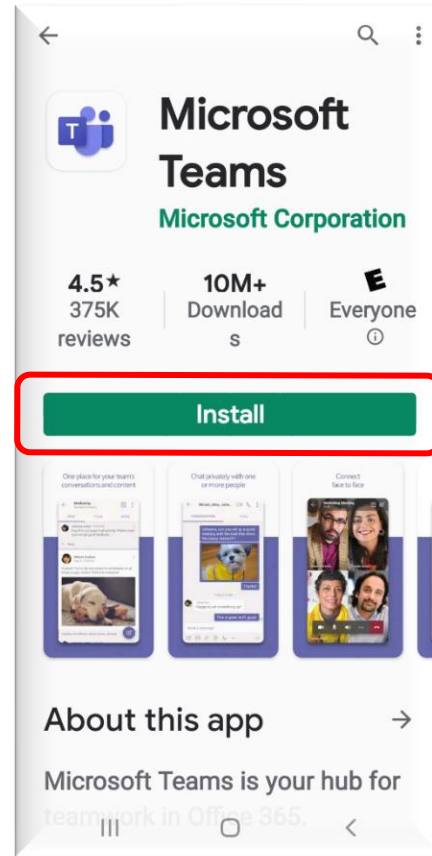 T
Microsoft
Teams
Microsoft Corporation
4.5★
375K
reviews
10M+
Download
s
E
Everyone
Install
One place for your team's
conversations and content
Chat privately with one
or more people
Connect
face to face
About this app
Microsoft Teams is your hub for
teamwork in Office 365.